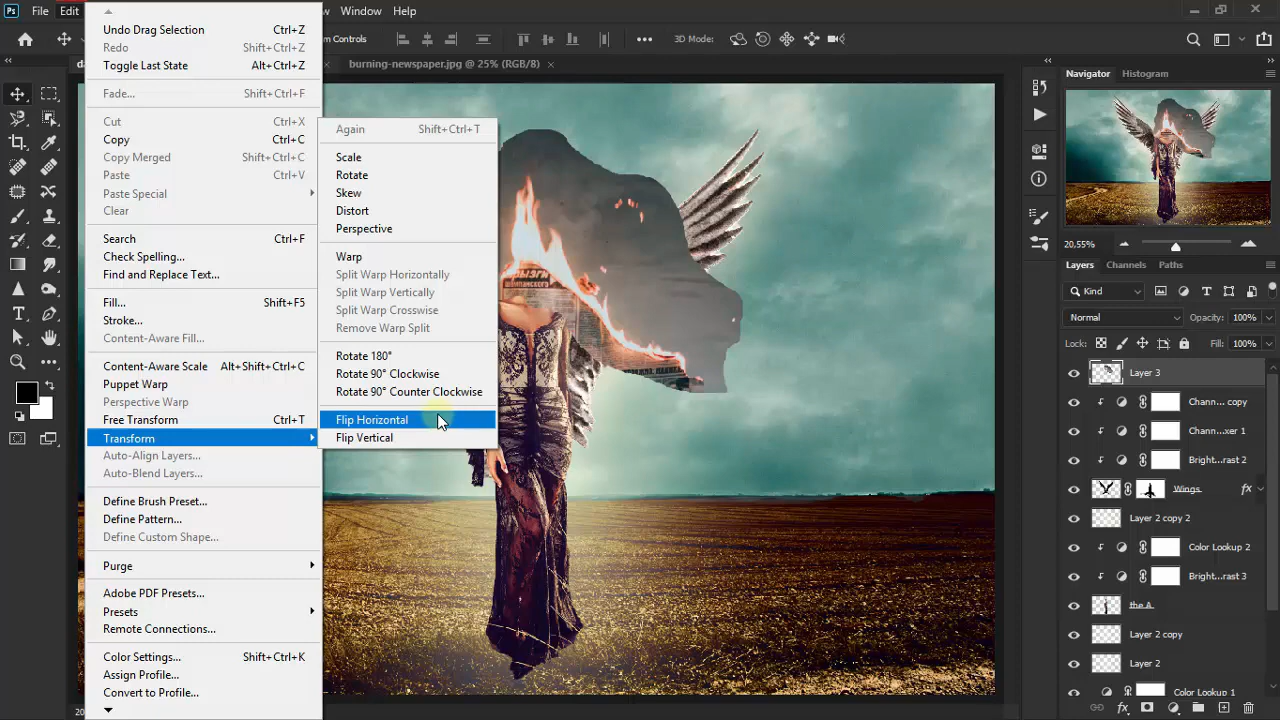 Ps File Edit Window Help
m Controls 3D Mode:
da burning-newspaper.jpg @ 25% (RGB/8)
Undo Drag Selection Ctrl+Z
Redo Shift+Ctrl+Z
Toggle Last State Alt+Ctrl+Z
Fade... Shift+Ctrl+F
Cut Ctrl+X
Copy Ctrl+C
Copy Merged Shift+Ctrl+C
Paste Ctrl+V
Paste Special
Clear
Search Ctrl+F
Check Spelling...
Find and Replace Text...
Fill... Shift+F5
Stroke...
Content-Aware Fill...
Content-Aware Scale Alt+Shift+Ctrl+C
Puppet Warp
Perspective Warp
Free Transform Ctrl+T
Transform
Auto-Align Layers...
Auto-Blend Layers...
Define Brush Preset...
Define Pattern...
Define Custom Shape...
Purge
Adobe PDF Presets...
Presets
Remote Connections...
Color Settings... Shift+Ctrl+K
Assign Profile...
Convert to Profile...
Again Shift+Ctrl+T
Scale
Rotate
Skew
Distort
Perspective
Warp
Split Warp Horizontally
Split Warp Vertically
Split Warp Crosswise
Remove Warp Split
Rotate 180°
Rotate 90° Clockwise
Rotate 90° Counter Clockwise
Flip Horizontal
Flip Vertical
20
Navigator Histogram
20,55%
Layers Channels Paths
Kind
Normal Opacity: 100%
Lock: Fill: 100%
Layer 3
Chann... copy
Chann...xer 1
Bright...rast 2
Wings fx
Layer 2 copy 2
Color Lookup 2
Bright...rast 3
the A
Layer 2 copy
Layer 2
Color Lookup 1
fx